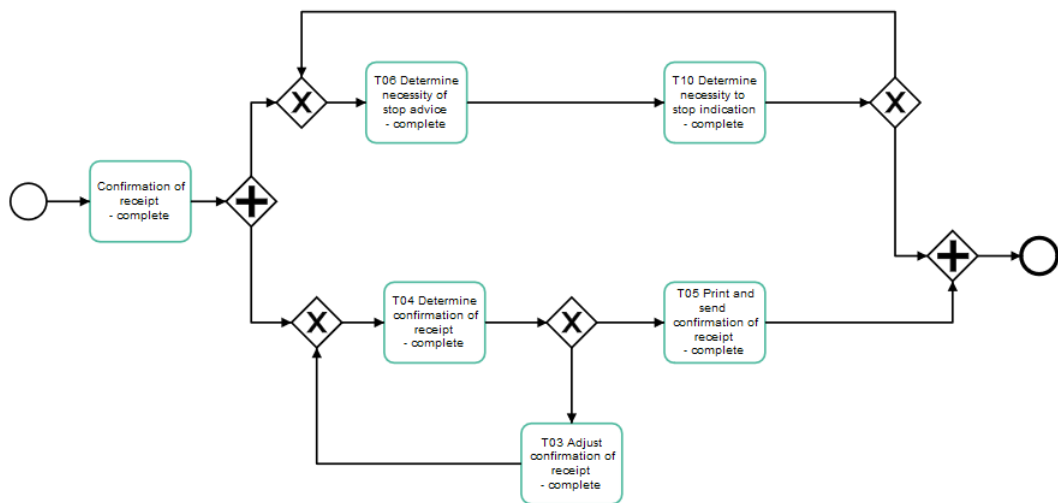 T06 Determine
necessity of
stop advice
- complete
T10 Determine
necessity to
stop indication
- complete
Confirmation of
receipt
- complete
T04 Determine
confirmation of
receipt
- complete
T05 Print and
send
confirmation of
receipt
- complete
T03 Adjust
confirmation of
receipt
- complete